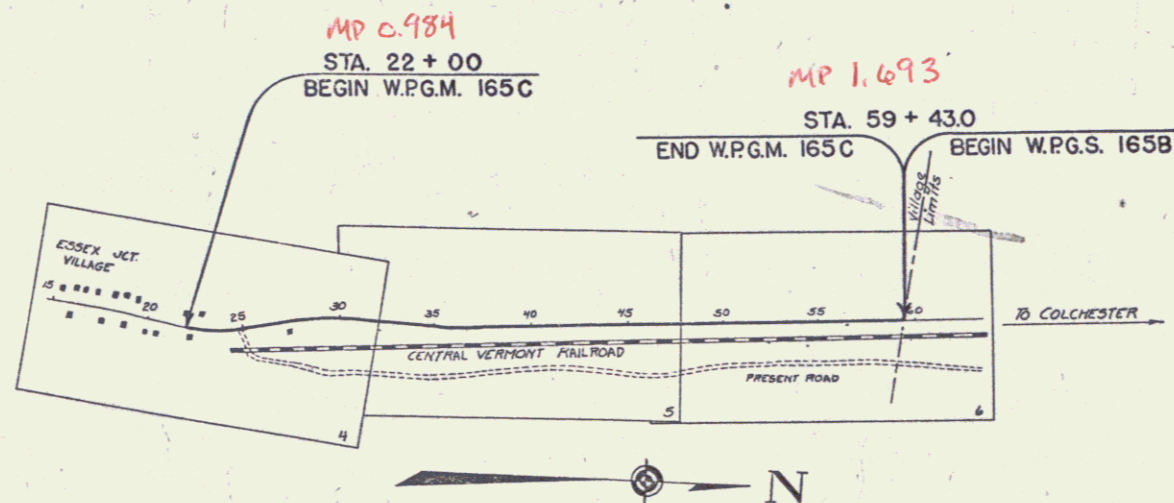 MP 0.984
STA. 22 + 00
BEGIN W.P.G.M. 165C
MP 1.693
STA. 59 + 43.0
END W.P.G.M. 165C
BEGIN W.P.G.S. 165B
Village
Limits
ESSEX JCT.
VILLAGE
15
20
25
30
35
40
45
50
55
60
TO COLCHESTER
CENTRAL VERMONT RAILROAD
PRESENT ROAD
4
5
6
N